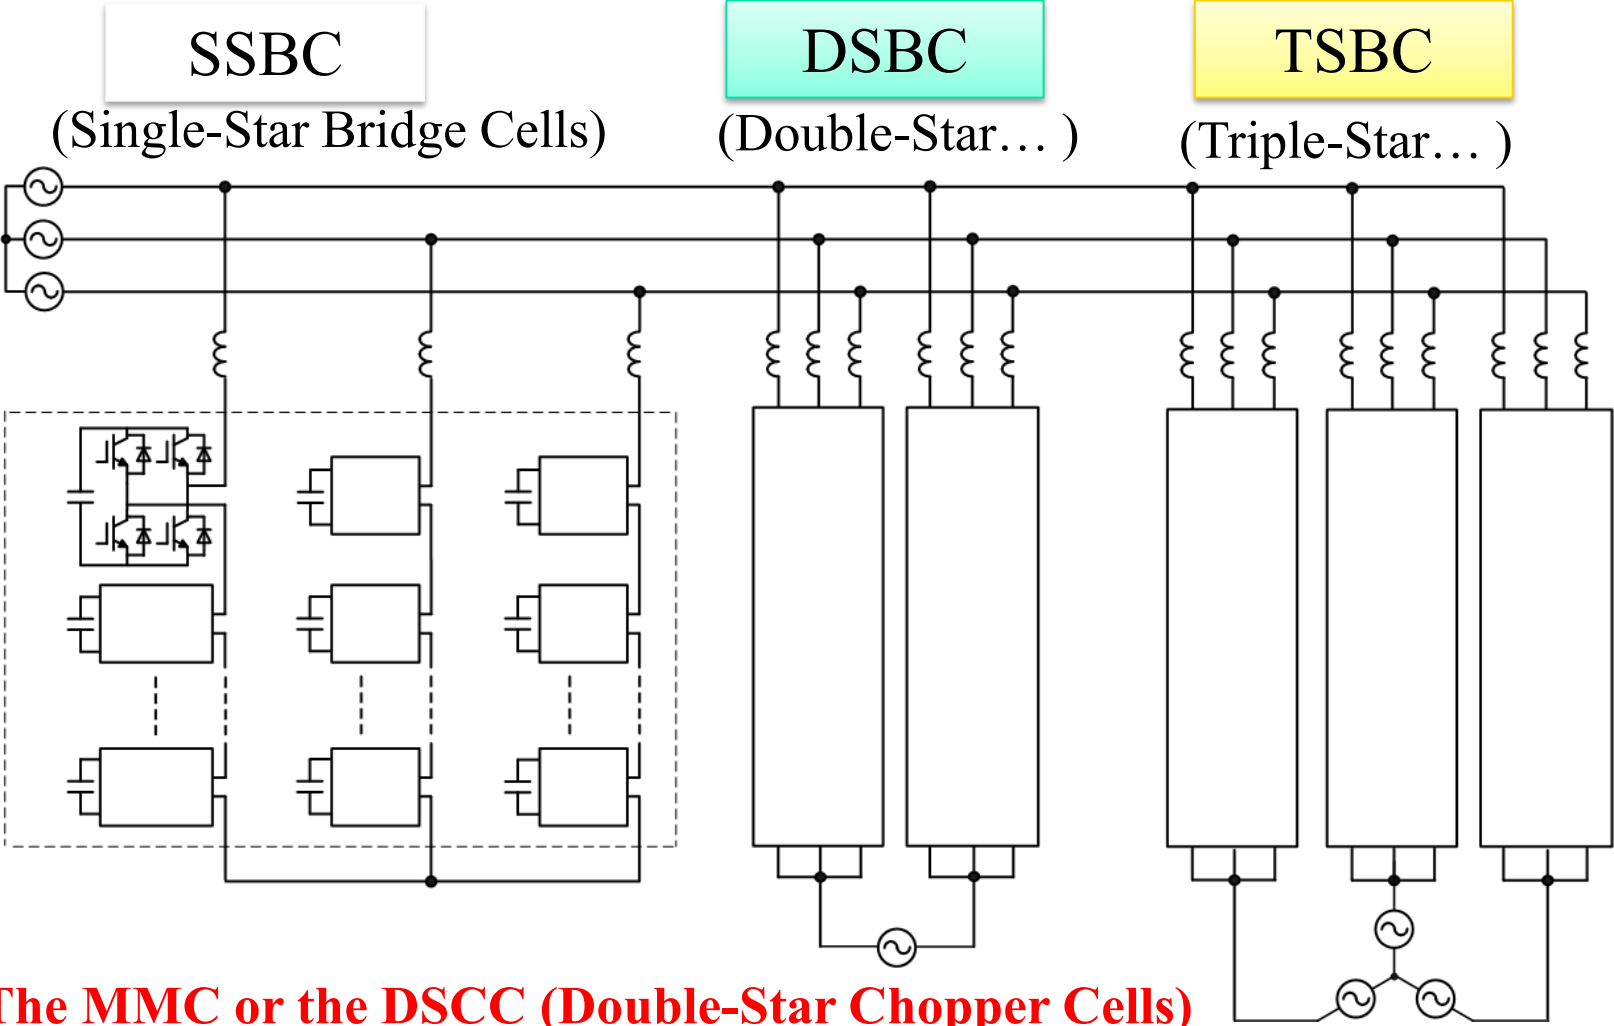 SSBC
(Single-Star Bridge Cells)
DSBC
(Double-Star… )
TSBC
(Triple-Star… )
The MMC or the DSCC (Double-Star Chopper Cells)